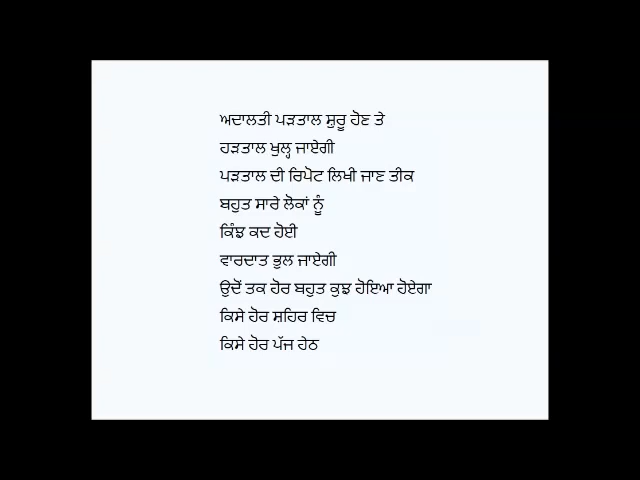 ਅਦਾਲਤੀ ਪੜਤਾਲ ਸ਼ੁਰੂ ਹੋਣ ਤੇ
ਹੜਤਾਲ ਖੁਲ੍ਹ ਜਾਏਗੀ
ਪੜਤਾਲ ਦੀ ਰਿਪੋਟ ਲਿਖੀ ਜਾਣ ਤੀਕ
ਬਹੁਤ ਸਾਰੇ ਲੋਕਾਂ ਨੂੰ
ਕਿੰਝ ਕਦ ਹੋਈ
ਵਾਰਦਾਤ ਭੁਲ ਜਾਏਗੀ
ਉਦੋਂ ਤਕ ਹੋਰ ਬਹੁਤ ਕੁਝ ਹੋਇਆ ਹੋਏਗਾ
ਕਿਸੇ ਹੋਰ ਸ਼ਹਿਰ ਵਿਚ
ਕਿਸੇ ਹੋਰ ਪੱਜ ਹੇਠ